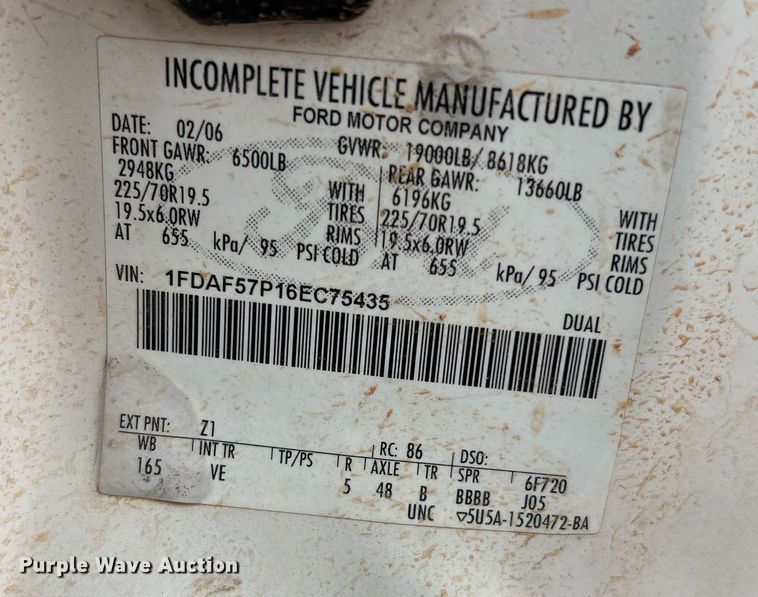 INCOMPLETE VEHICLE MANUFACTURED BY
FORD MOTOR COMPANY
DATE: 02/06 GVWR: 19000LB/ 8618KG
FRONT GAWR: 6500LB REAR GAWR: 13660LB
2948KG WITH 6196KG WITH
225/70R19.5 TIRES 225/70R19.5 TIRES
19.5x6.0RW RIMS 19.5x6.0RW RIMS
AT 655 kPa/ 95 PSI COLD AT 655 kPa/ 95 PSI COLD
VIN: 1FDAF57P16EC75435
DUAL
EXT PNT: Z1 RC: 86 DSO:
WB INT TR TP/PS R AXLE TR SPR 6F720
165 VE 5 48 B BBBB J05
UNC ▽5U5A-1520472-BA
Purple Wave Auction